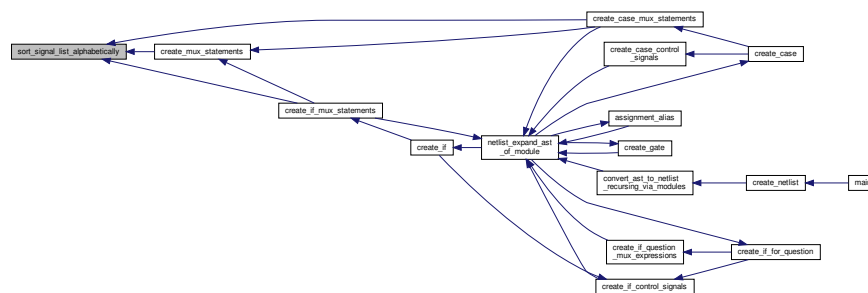 create_case_mux_statements
sort_signal_list_alphabetically
create_mux_statements
create_case_control
_signals
create_case
create_if_mux_statements
assignment_alias
create_if
netlist_expand_ast
_of_module
create_gate
convert_ast_to_netlist
_recursing_via_modules
create_netlist
main
create_if_question
_mux_expressions
create_if_for_question
create_if_control_signals